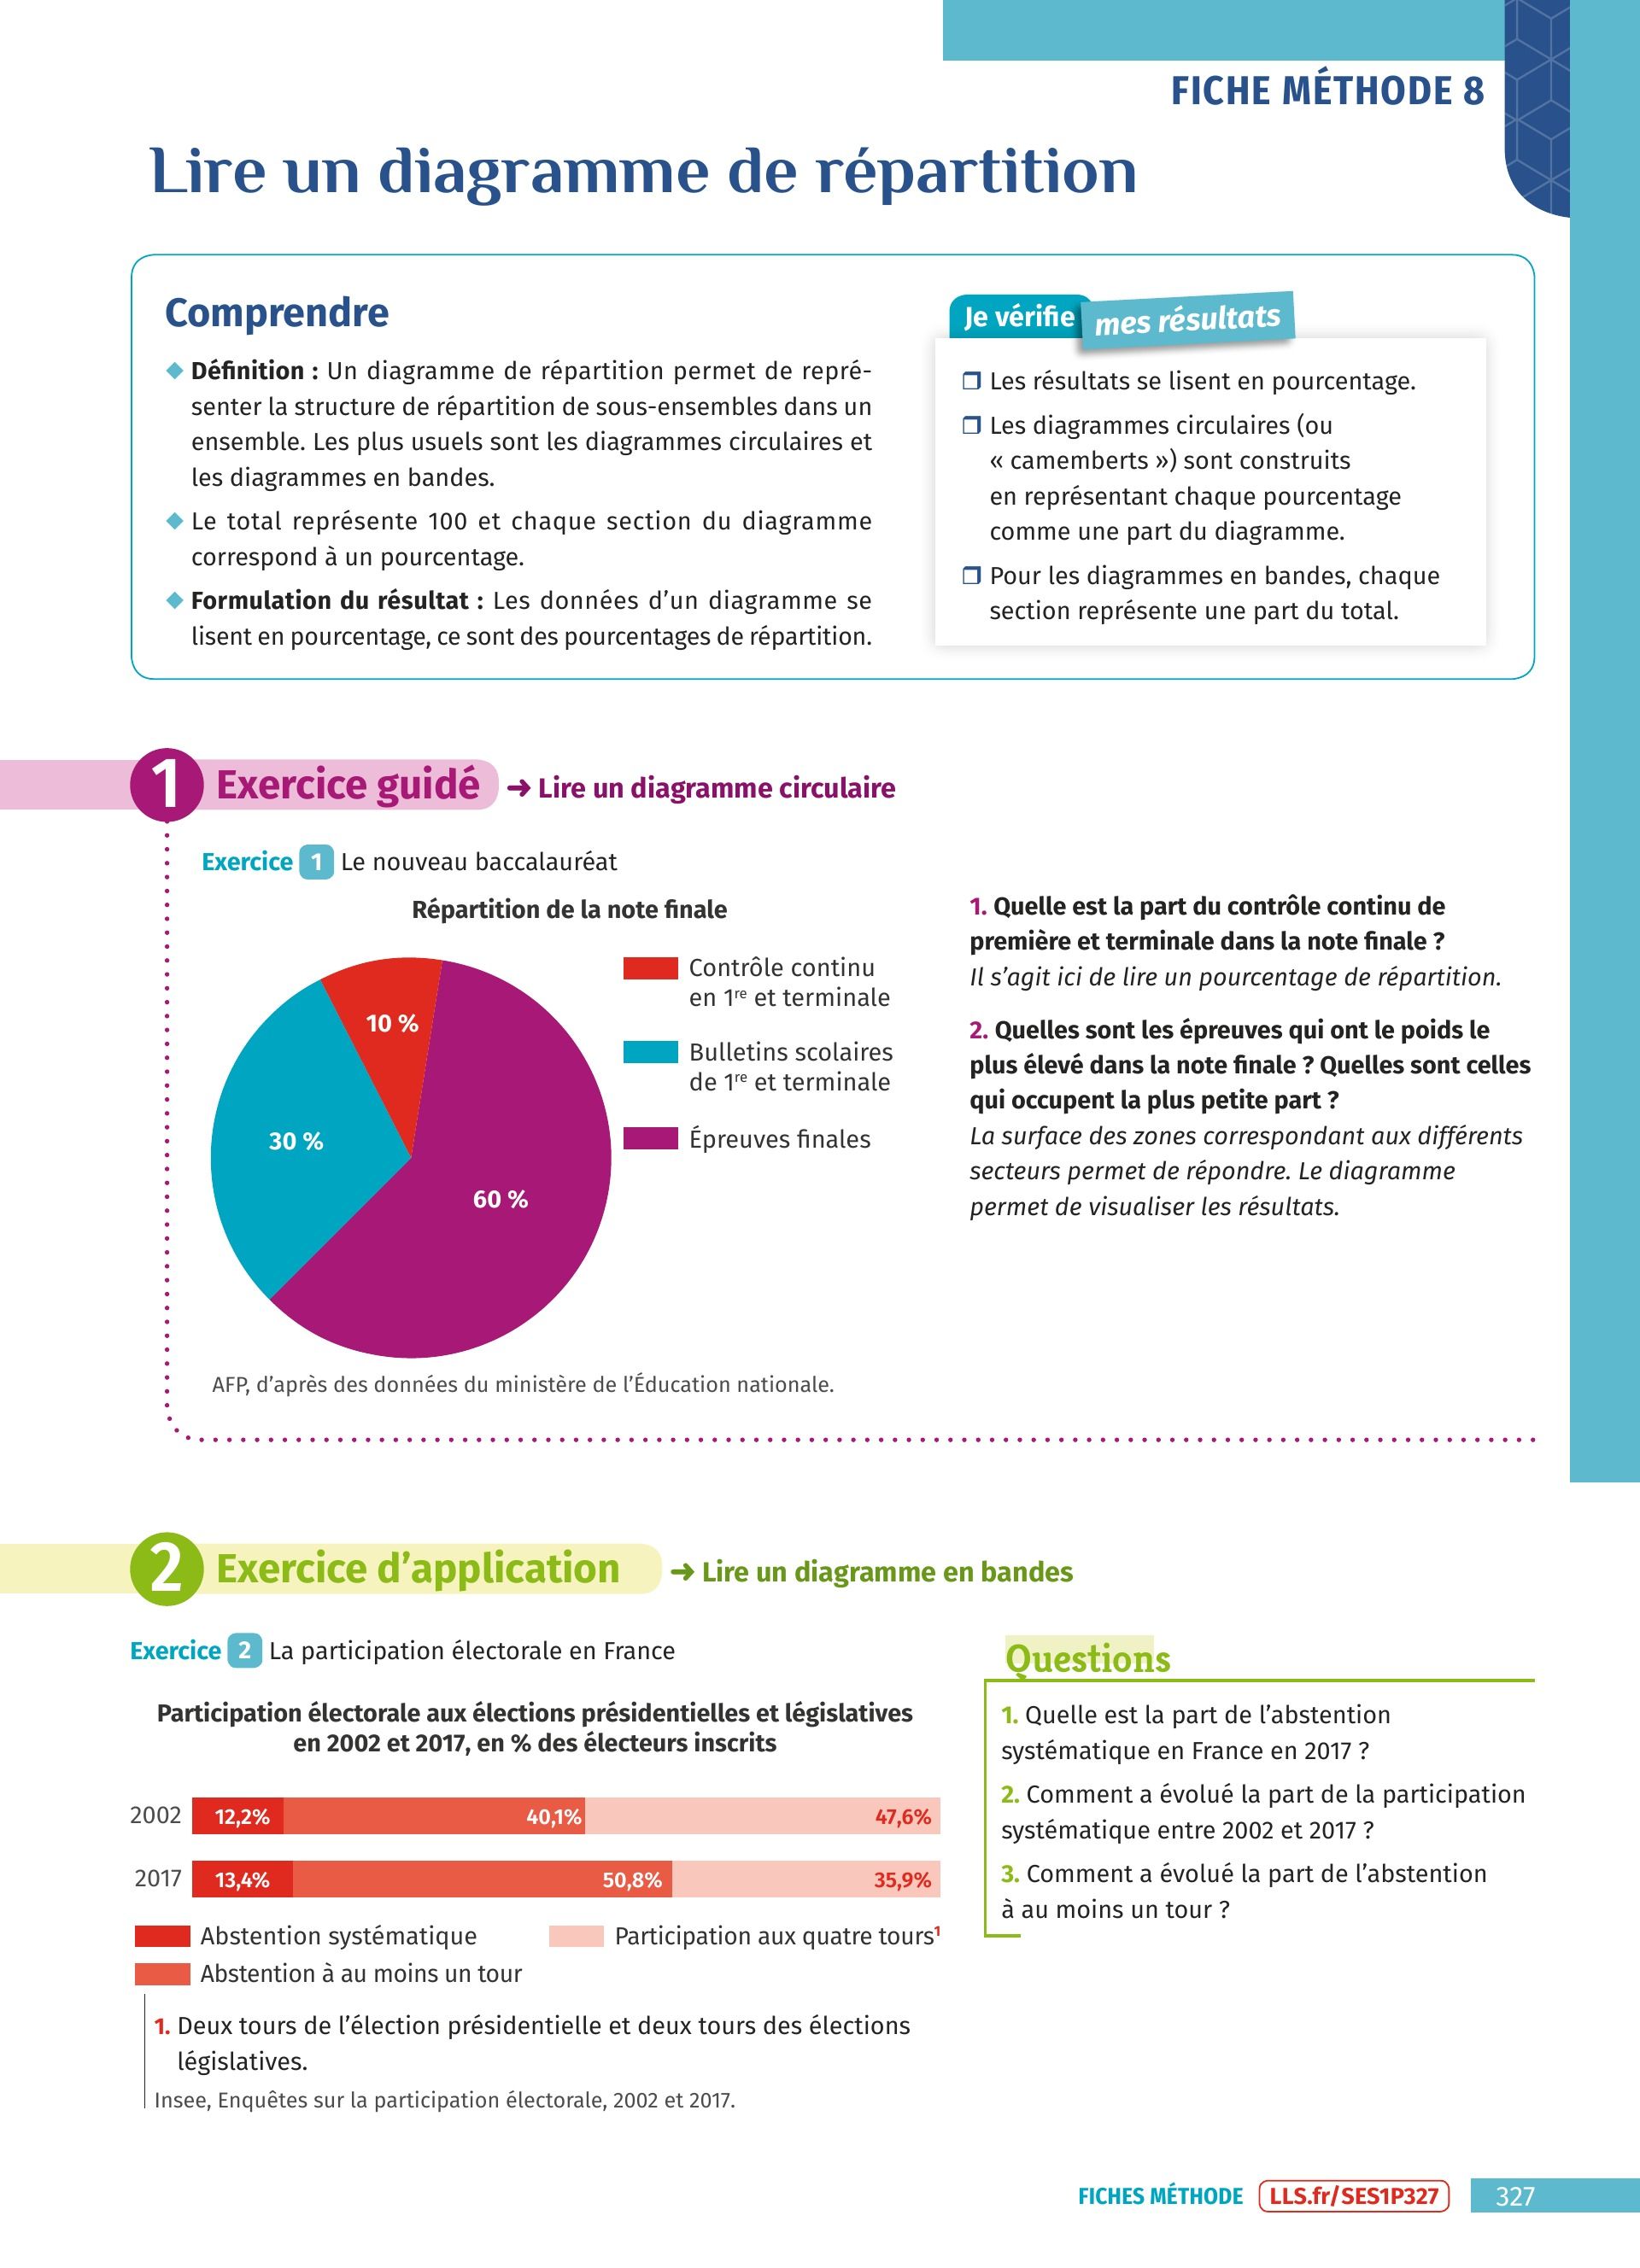 FICHE MÉTHODE 8
Lire un diagramme de répartition
Comprendre
◆ Définition : Un diagramme de répartition permet de repré-
senter la structure de répartition de sous-ensembles dans un
ensemble. Les plus usuels sont les diagrammes circulaires et
les diagrammes en bandes.
◆ Le total représente 100 et chaque section du diagramme
correspond à un pourcentage.
◆ Formulation du résultat : Les données d’un diagramme se
lisent en pourcentage, ce sont des pourcentages de répartition.
Je vérifie mes résultats
❒ Les résultats se lisent en pourcentage.
❒ Les diagrammes circulaires (ou
« camemberts ») sont construits
en représentant chaque pourcentage
comme une part du diagramme.
❒ Pour les diagrammes en bandes, chaque
section représente une part du total.
1 Exercice guidé ➜ Lire un diagramme circulaire
Exercice 1 Le nouveau baccalauréat
Répartition de la note finale
10 %
30 %
60 %
Contrôle continu
en 1re et terminale
Bulletins scolaires
de 1re et terminale
Épreuves finales
AFP, d’après des données du ministère de l’Éducation nationale.
1. Quelle est la part du contrôle continu de
première et terminale dans la note finale ?
Il s’agit ici de lire un pourcentage de répartition.
2. Quelles sont les épreuves qui ont le poids le
plus élevé dans la note finale ? Quelles sont celles
qui occupent la plus petite part ?
La surface des zones correspondant aux différents
secteurs permet de répondre. Le diagramme
permet de visualiser les résultats.
2 Exercice d’application ➜ Lire un diagramme en bandes
Exercice 2 La participation électorale en France
Participation électorale aux élections présidentielles et législatives
en 2002 et 2017, en % des électeurs inscrits
2002 12,2% 40,1% 47,6%
2017 13,4% 50,8% 35,9%
Abstention systématique
Participation aux quatre tours1
Abstention à au moins un tour
1. Deux tours de l’élection présidentielle et deux tours des élections
législatives.
Insee, Enquêtes sur la participation électorale, 2002 et 2017.
Questions
1. Quelle est la part de l’abstention
systématique en France en 2017 ?
2. Comment a évolué la part de la participation
systématique entre 2002 et 2017 ?
3. Comment a évolué la part de l’abstention
à au moins un tour ?
FICHES MÉTHODE LLS.fr/SES1P327 327